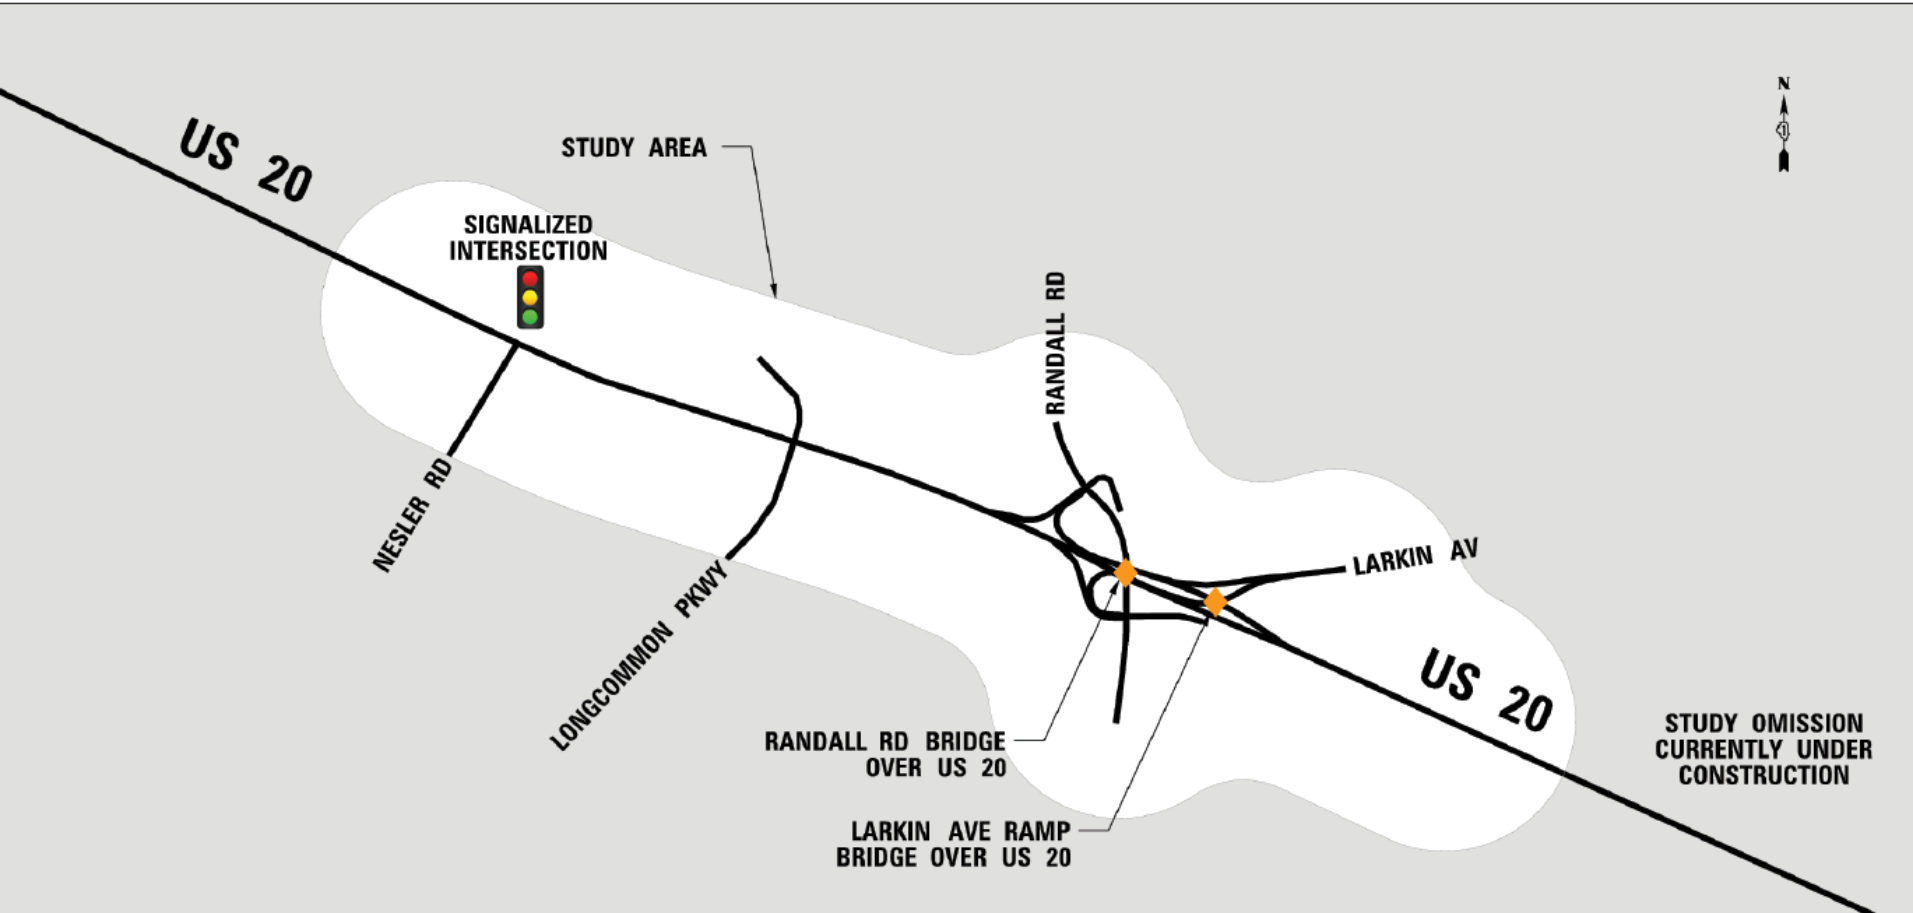 N
US 20
STUDY AREA
SIGNALIZED
INTERSECTION
RANDALL RD
NESLER RD
LONGCOMMON PKWY
LARKIN AV
US 20
RANDALL RD BRIDGE
OVER US 20
LARKIN AVE RAMP
BRIDGE OVER US 20
STUDY OMISSION
CURRENTLY UNDER
CONSTRUCTION